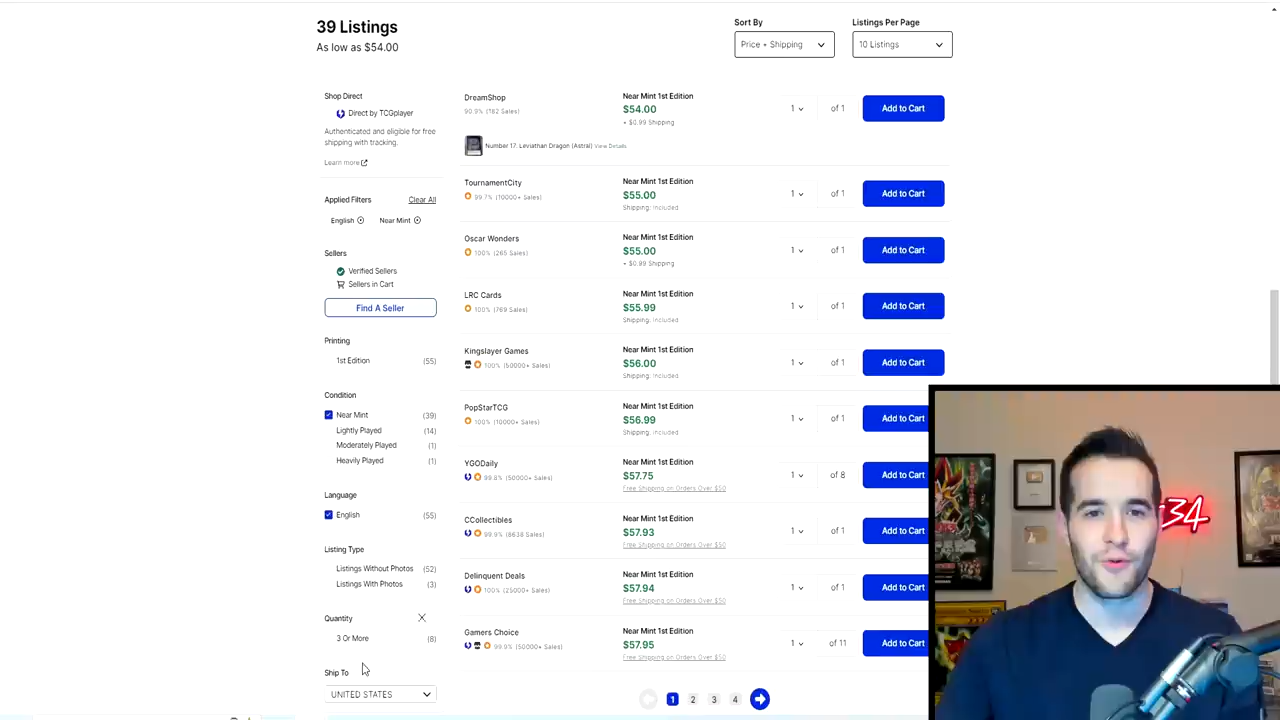 39 Listings
As low as $54.00
Sort By
Price + Shipping
Listings Per Page
10 Listings
Shop Direct
Direct by TCGplayer
Authenticated and eligible for free
shipping with tracking.
Learn more
Applied Filters
Clear All
English
Near Mint
Sellers
Verified Sellers
Sellers in Cart
Find A Seller
Printing
1st Edition (55)
Condition
Near Mint (39)
Lightly Played (14)
Moderately Played (1)
Heavily Played (1)
Language
English (55)
Listing Type
Listings Without Photos (52)
Listings With Photos (3)
Quantity
3 Or More (8)
Ship To
UNITED STATES
DreamShop
90.9% (162 Sales)
Near Mint 1st Edition
$54.00
+ $0.99 Shipping
1 of 1
Add to Cart
Number 17: Leviathan Dragon (Astral) View Details
TournamentCity
99.7% (10000+ Sales)
Near Mint 1st Edition
$55.00
Shipping: Included
1 of 1
Add to Cart
Oscar Wonders
100% (265 Sales)
Near Mint 1st Edition
$55.00
+ $0.99 Shipping
1 of 1
Add to Cart
LRC Cards
100% (769 Sales)
Near Mint 1st Edition
$55.99
Shipping: Included
1 of 1
Add to Cart
Kingslayer Games
100% (50000+ Sales)
Near Mint 1st Edition
$56.00
Shipping: Included
1 of 1
Add to Cart
PopStarTCG
100% (10000+ Sales)
Near Mint 1st Edition
$56.99
Shipping: Included
1 of 1
Add to Cart
YGODaily
99.8% (50000+ Sales)
Near Mint 1st Edition
$57.75
Free Shipping on Orders Over $50
1 of 8
Add to Cart
CCollectibles
99.9% (6638 Sales)
Near Mint 1st Edition
$57.93
Free Shipping on Orders Over $50
1 of 1
Add to Cart
Delinquent Deals
100% (25000+ Sales)
Near Mint 1st Edition
$57.94
Free Shipping on Orders Over $50
1 of 1
Add to Cart
Gamers Choice
99.9% (50000+ Sales)
Near Mint 1st Edition
$57.95
Free Shipping on Orders Over $50
1 of 11
Add to Cart
1 2 3 4
34